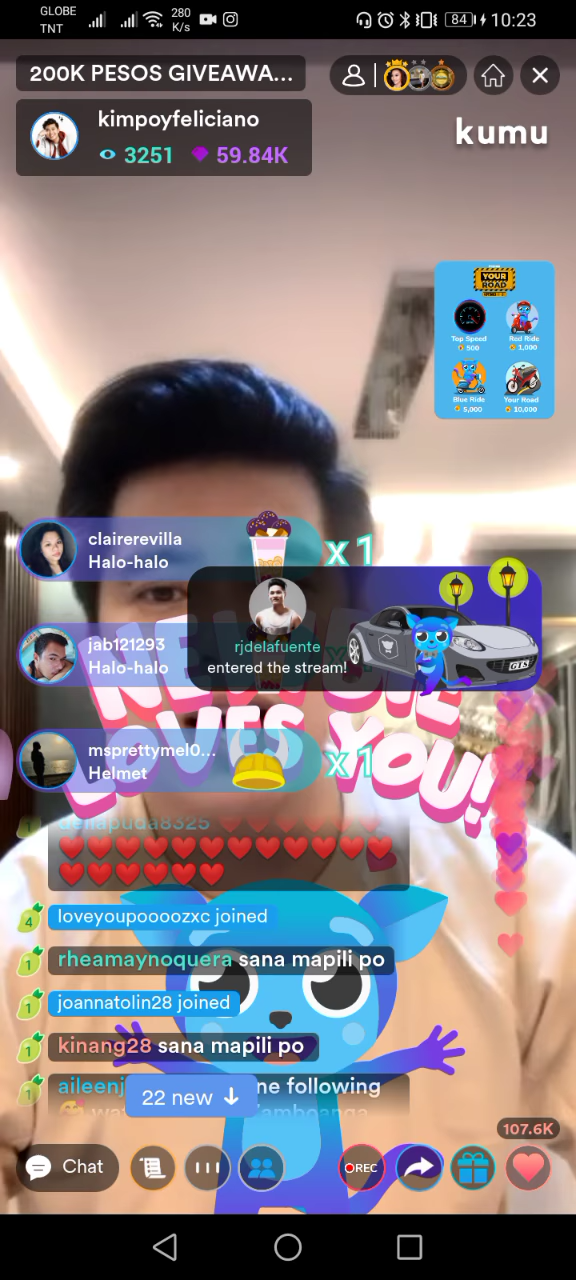 GLOBE
TNT
280
K/s
84
10:23
200K PESOS GIVEAWA...
kimpoyfeliciano
3251
59.84K
kumu
YOUR
ROAD
Top Speed
500
Red Ride
1,000
Blue Ride
5,000
Your Road
10,000
clairerevilla
Halo-halo
x 1
rjdelafuente
entered the stream!
GTS
jab121293
Halo-halo
LOVES YOU!
msprettymel0...
Helmet
x 1
dellapuda8325
4
loveyoupoooozxc joined
1
rheamaynoquera sana mapili po
1
joannatolin28 joined
1
kinang28 sana mapili po
1
22 new
following
107.6K
Chat
REC